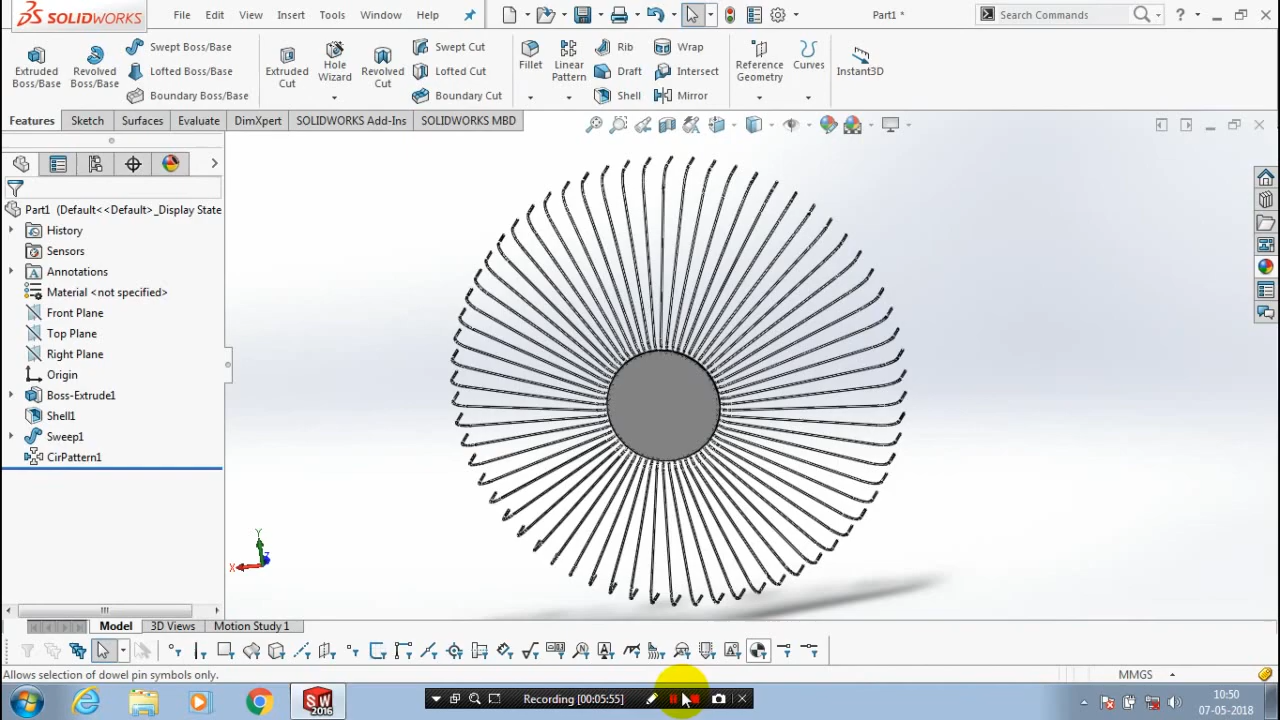 SOLIDWORKS File Edit View Insert Tools Window Help Part1 * Search Commands ?
Extruded Boss/Base Revolved Boss/Base Swept Boss/Base Lofted Boss/Base Boundary Boss/Base Extruded Cut Hole Wizard Revolved Cut Swept Cut Lofted Cut Boundary Cut Fillet Linear Pattern Rib Draft Shell Wrap Intersect Mirror Reference Geometry Curves Instant3D
Features Sketch Surfaces Evaluate DimXpert SOLIDWORKS Add-Ins SOLIDWORKS MBD
Part1 (Default<<Default>_Display State
History
Sensors
Annotations
Material <not specified>
Front Plane
Top Plane
Right Plane
Origin
Boss-Extrude1
Shell1
Sweep1
CirPattern1
Y
X Z
Model 3D Views Motion Study 1
Allows selection of dowel pin symbols only. MMGS
Recording [00:05:55]
SW 2016
10:50
07-05-2018